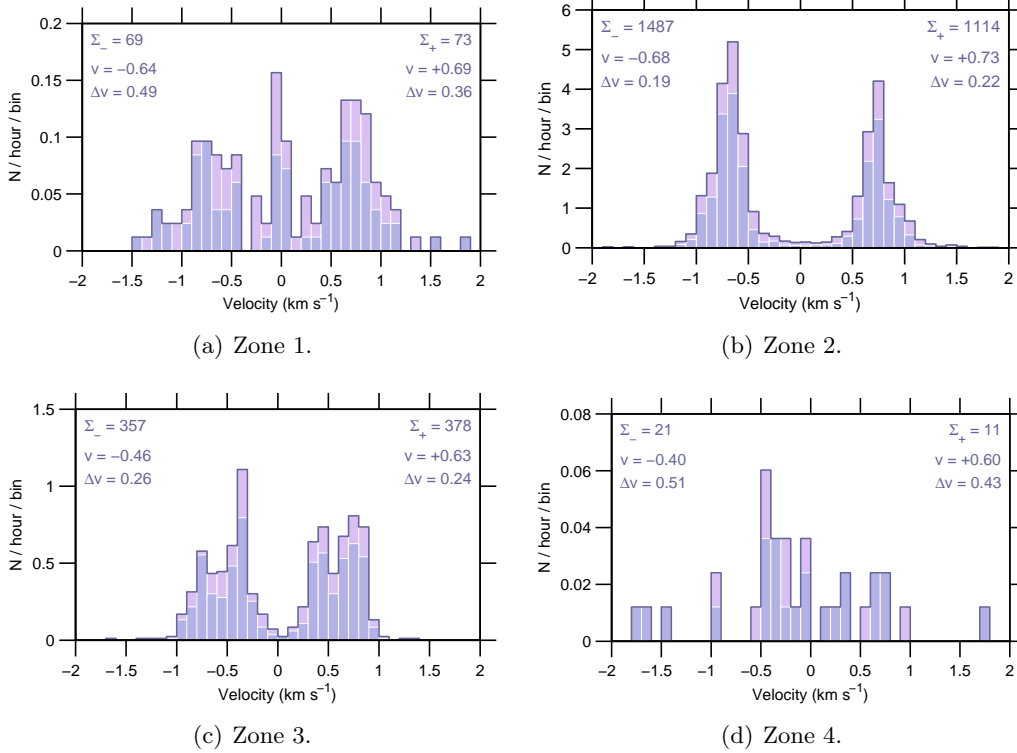 0.2
0.15
0.1
0.05
0
N / hour / bin
Σ₋ = 69
v = −0.64
Δv = 0.49
Σ₊ = 73
v = +0.69
Δv = 0.36
−2 −1.5 −1 −0.5 0 0.5 1 1.5 2
Velocity (km s⁻¹)
(a) Zone 1.
6
5
4
3
2
1
0
N / hour / bin
Σ₋ = 1487
v = −0.68
Δv = 0.19
Σ₊ = 1114
v = +0.73
Δv = 0.22
−2 −1.5 −1 −0.5 0 0.5 1 1.5 2
Velocity (km s⁻¹)
(b) Zone 2.
1.5
1
0.5
0
N / hour / bin
Σ₋ = 357
v = −0.46
Δv = 0.26
Σ₊ = 378
v = +0.63
Δv = 0.24
−2 −1.5 −1 −0.5 0 0.5 1 1.5 2
Velocity (km s⁻¹)
(c) Zone 3.
0.08
0.06
0.04
0.02
0
N / hour / bin
Σ₋ = 21
v = −0.40
Δv = 0.51
Σ₊ = 11
v = +0.60
Δv = 0.43
−2 −1.5 −1 −0.5 0 0.5 1 1.5 2
Velocity (km s⁻¹)
(d) Zone 4.